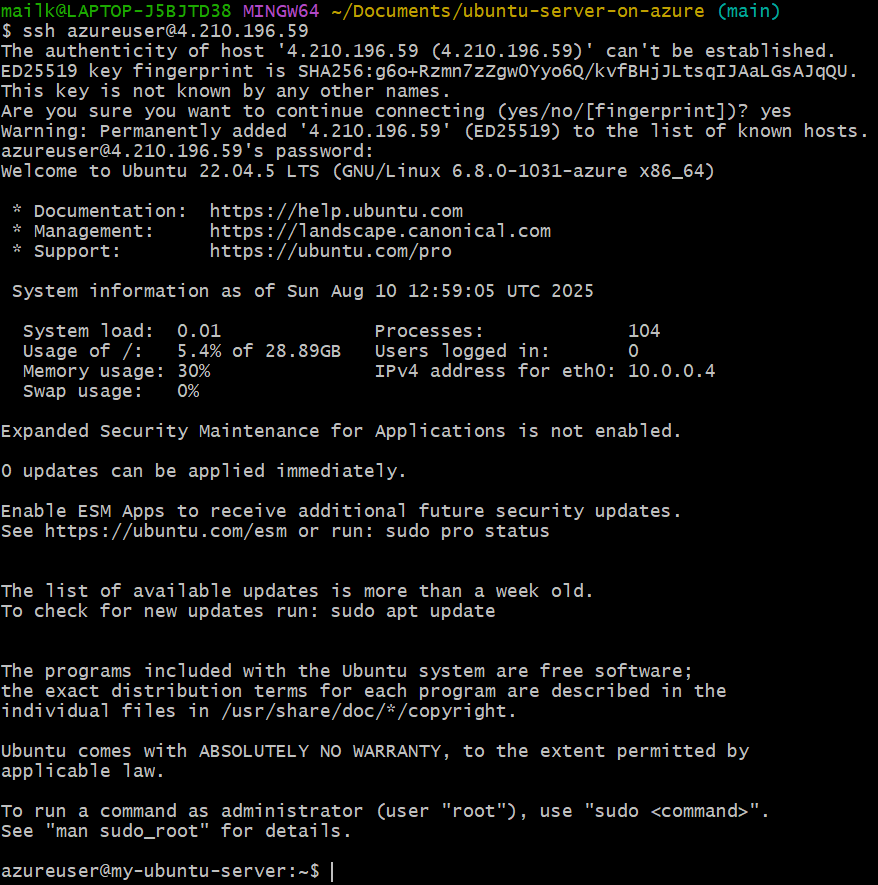 mailk@LAPTOP-J5BJTD38 MINGW64 ~/Documents/ubuntu-server-on-azure (main)
$ ssh azureuser@4.210.196.59
The authenticity of host '4.210.196.59 (4.210.196.59)' can't be established.
ED25519 key fingerprint is SHA256:g6o+Rzmn7zZgw0Yyo6Q/kvfBHjJLtsqIJAaLGsAJqQU.
This key is not known by any other names.
Are you sure you want to continue connecting (yes/no/[fingerprint])? yes
Warning: Permanently added '4.210.196.59' (ED25519) to the list of known hosts.
azureuser@4.210.196.59's password:
Welcome to Ubuntu 22.04.5 LTS (GNU/Linux 6.8.0-1031-azure x86_64)

 * Documentation:  https://help.ubuntu.com
 * Management:     https://landscape.canonical.com
 * Support:        https://ubuntu.com/pro

 System information as of Sun Aug 10 12:59:05 UTC 2025

  System load:  0.01               Processes:             104
  Usage of /:   5.4% of 28.89GB   Users logged in:       0
  Memory usage: 30%               IPv4 address for eth0: 10.0.0.4
  Swap usage:   0%

Expanded Security Maintenance for Applications is not enabled.

0 updates can be applied immediately.

Enable ESM Apps to receive additional future security updates.
See https://ubuntu.com/esm or run: sudo pro status


The list of available updates is more than a week old.
To check for new updates run: sudo apt update


The programs included with the Ubuntu system are free software;
the exact distribution terms for each program are described in the
individual files in /usr/share/doc/*/copyright.

Ubuntu comes with ABSOLUTELY NO WARRANTY, to the extent permitted by
applicable law.

To run a command as administrator (user "root"), use "sudo <command>".
See "man sudo_root" for details.

azureuser@my-ubuntu-server:~$